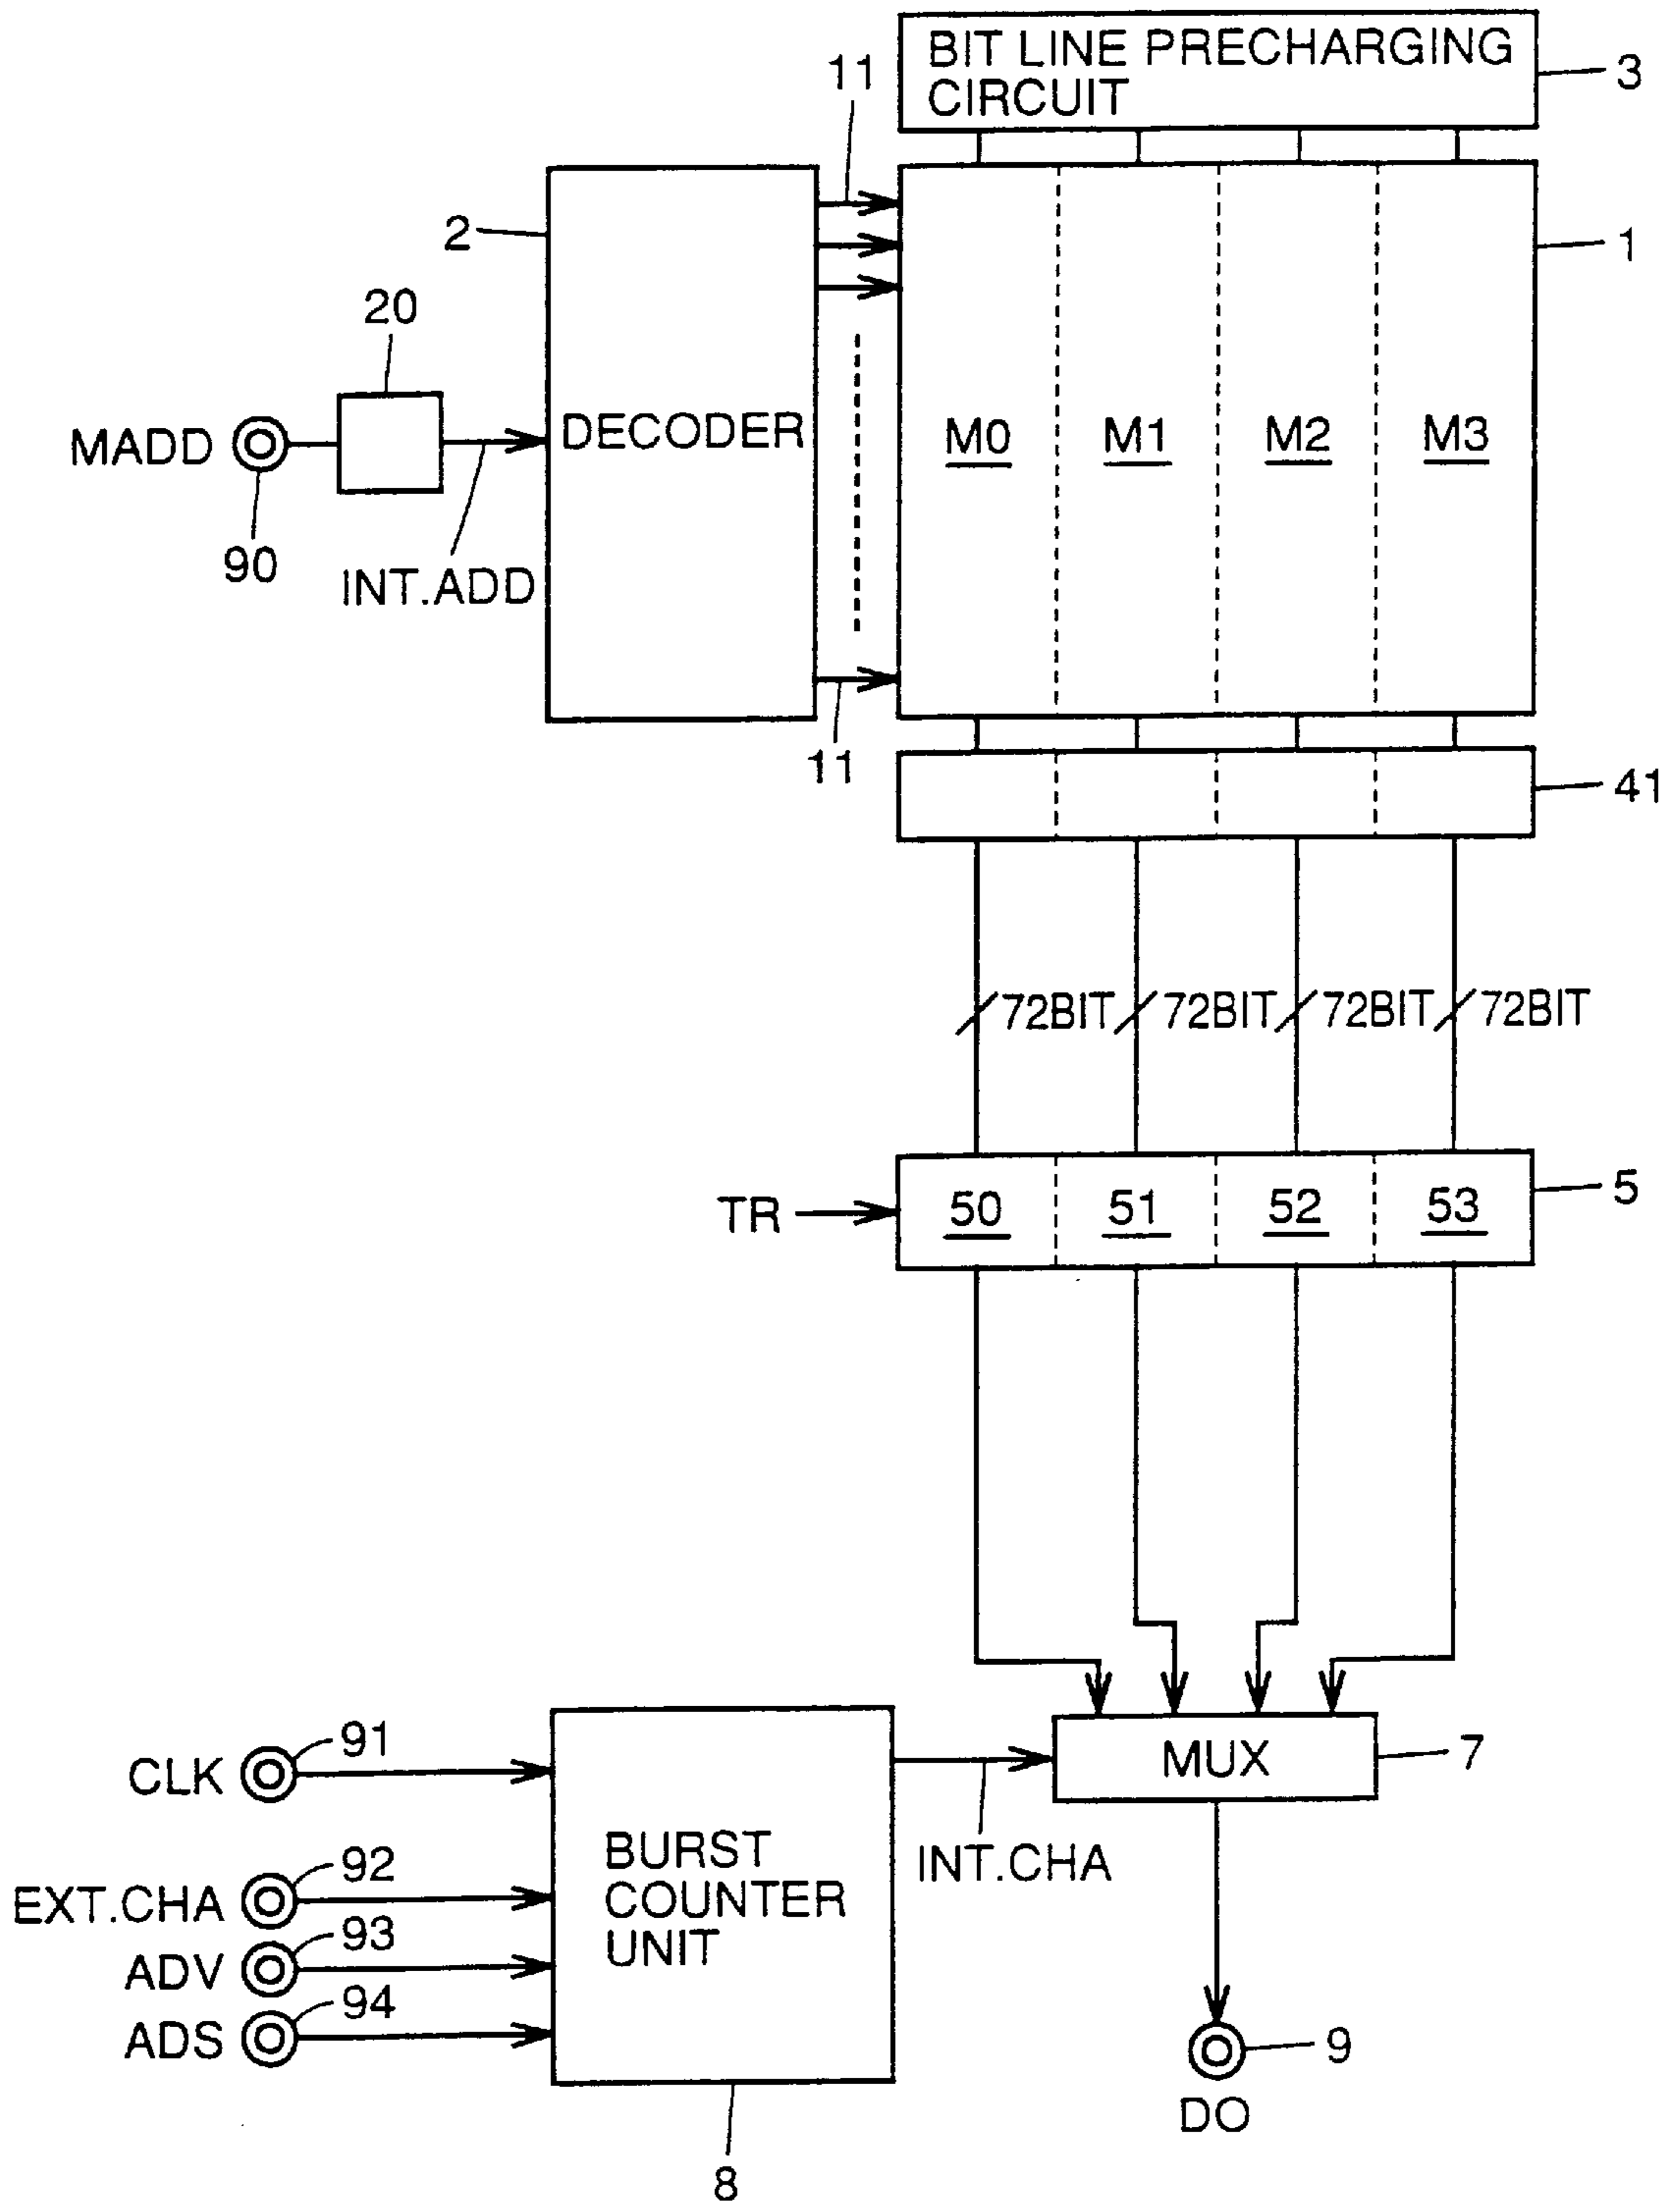 BIT LINE PRECHARGING
CIRCUIT
3
11
2
1
20
MADD
DECODER
M0
M1
M2
M3
90
INT.ADD
11
41
72BIT
72BIT
72BIT
72BIT
TR
50
51
52
53
5
CLK
91
MUX
7
BURST
COUNTER
UNIT
INT.CHA
EXT.CHA
92
ADV
93
ADS
94
9
DO
8